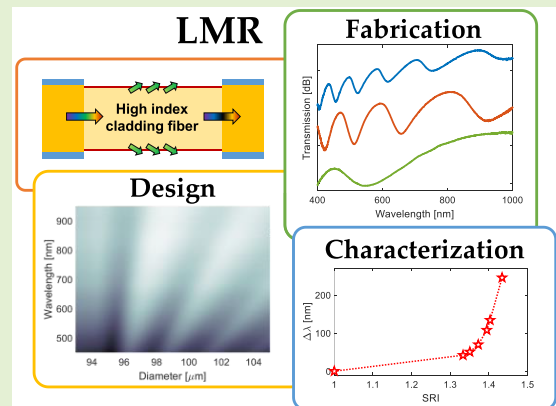 LMR
High index
cladding fiber
Fabrication
Transmission [dB]
400
600
800
1000
Wavelength [nm]
Design
Wavelength [nm]
900
800
700
600
500
94
96
98
100
102
104
Diameter [μm]
Characterization
Δλ [nm]
200
100
0
1
1.1
1.2
1.3
1.4
1.5
SRI